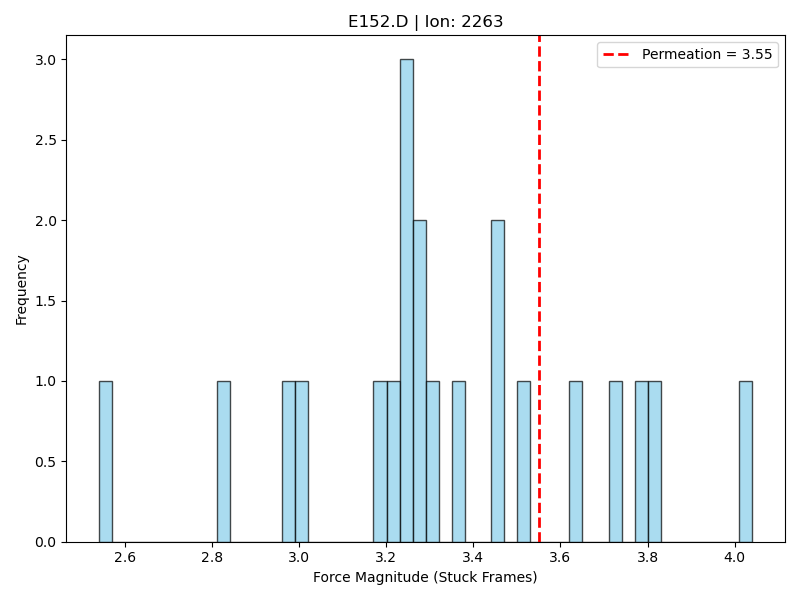 E152.D | Ion: 2263
Permeation = 3.55
3.0
2.5
2.0
1.5
1.0
0.5
0.0
Frequency
2.6 2.8 3.0 3.2 3.4 3.6 3.8 4.0
Force Magnitude (Stuck Frames)